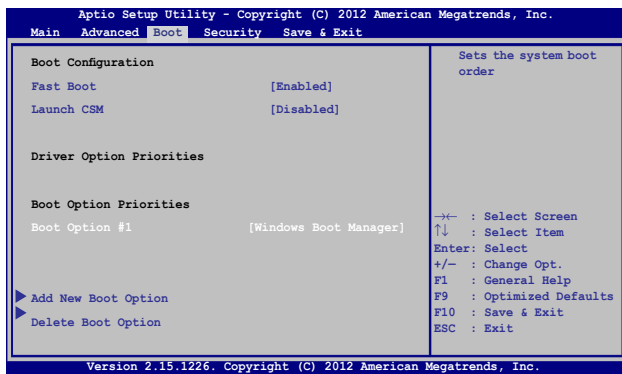 Aptio Setup Utility - Copyright (C) 2012 American Megatrends, Inc.
Main Advanced Boot Security Save & Exit
Boot Configuration
Fast Boot [Enabled]
Launch CSM [Disabled]
Driver Option Priorities
Boot Option Priorities
Boot Option #1 [Windows Boot Manager]
Add New Boot Option
Delete Boot Option
Sets the system boot
order
→← : Select Screen
↑↓ : Select Item
Enter: Select
+/— : Change Opt.
F1 : General Help
F9 : Optimized Defaults
F10 : Save & Exit
ESC : Exit
Version 2.15.1226. Copyright (C) 2012 American Megatrends, Inc.